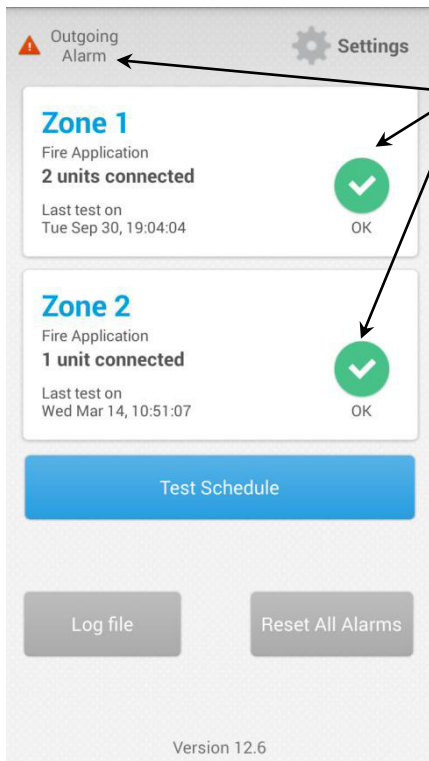 Outgoing
Alarm
Settings
Zone 1
Fire Application
2 units connected
Last test on
Tue Sep 30, 19:04:04
OK
Zone 2
Fire Application
1 unit connected
Last test on
Wed Mar 14, 10:51:07
OK
Test Schedule
Log file
Reset All Alarms
Version 12.6